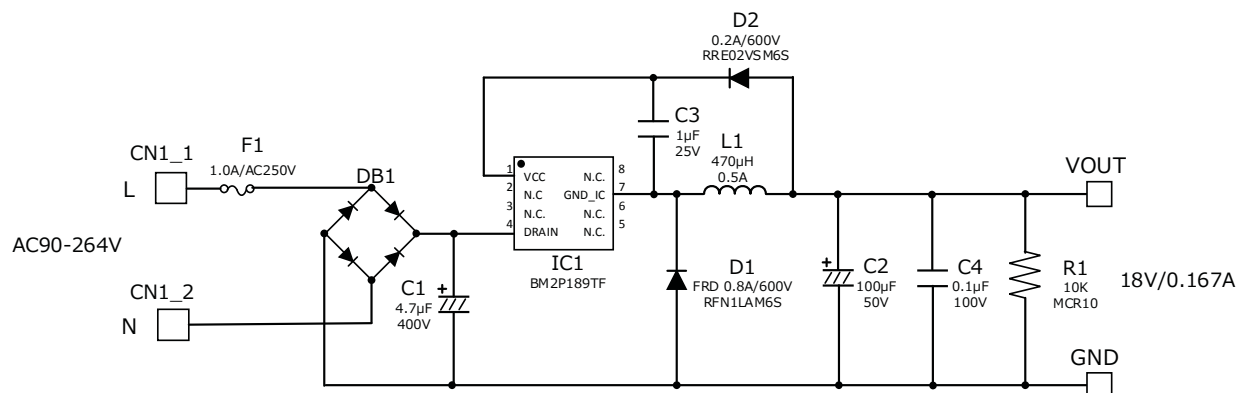 D2
0.2A/600V
RRE02VSM6S
C3
1µF
25V
L1
470µH
0.5A
F1
1.0A/AC250V
CN1_1
L
DB1
1
VCC
2
N.C
3
N.C.
4
DRAIN
N.C.
8
GND_IC
7
N.C.
6
N.C.
5
IC1
BM2P189TF
VOUT
AC90-264V
C1
4.7µF
400V
D1
FRD 0.8A/600V
RFN1LAM6S
C2
100µF
50V
C4
0.1µF
100V
R1
10K
MCR10
18V/0.167A
CN1_2
N
GND